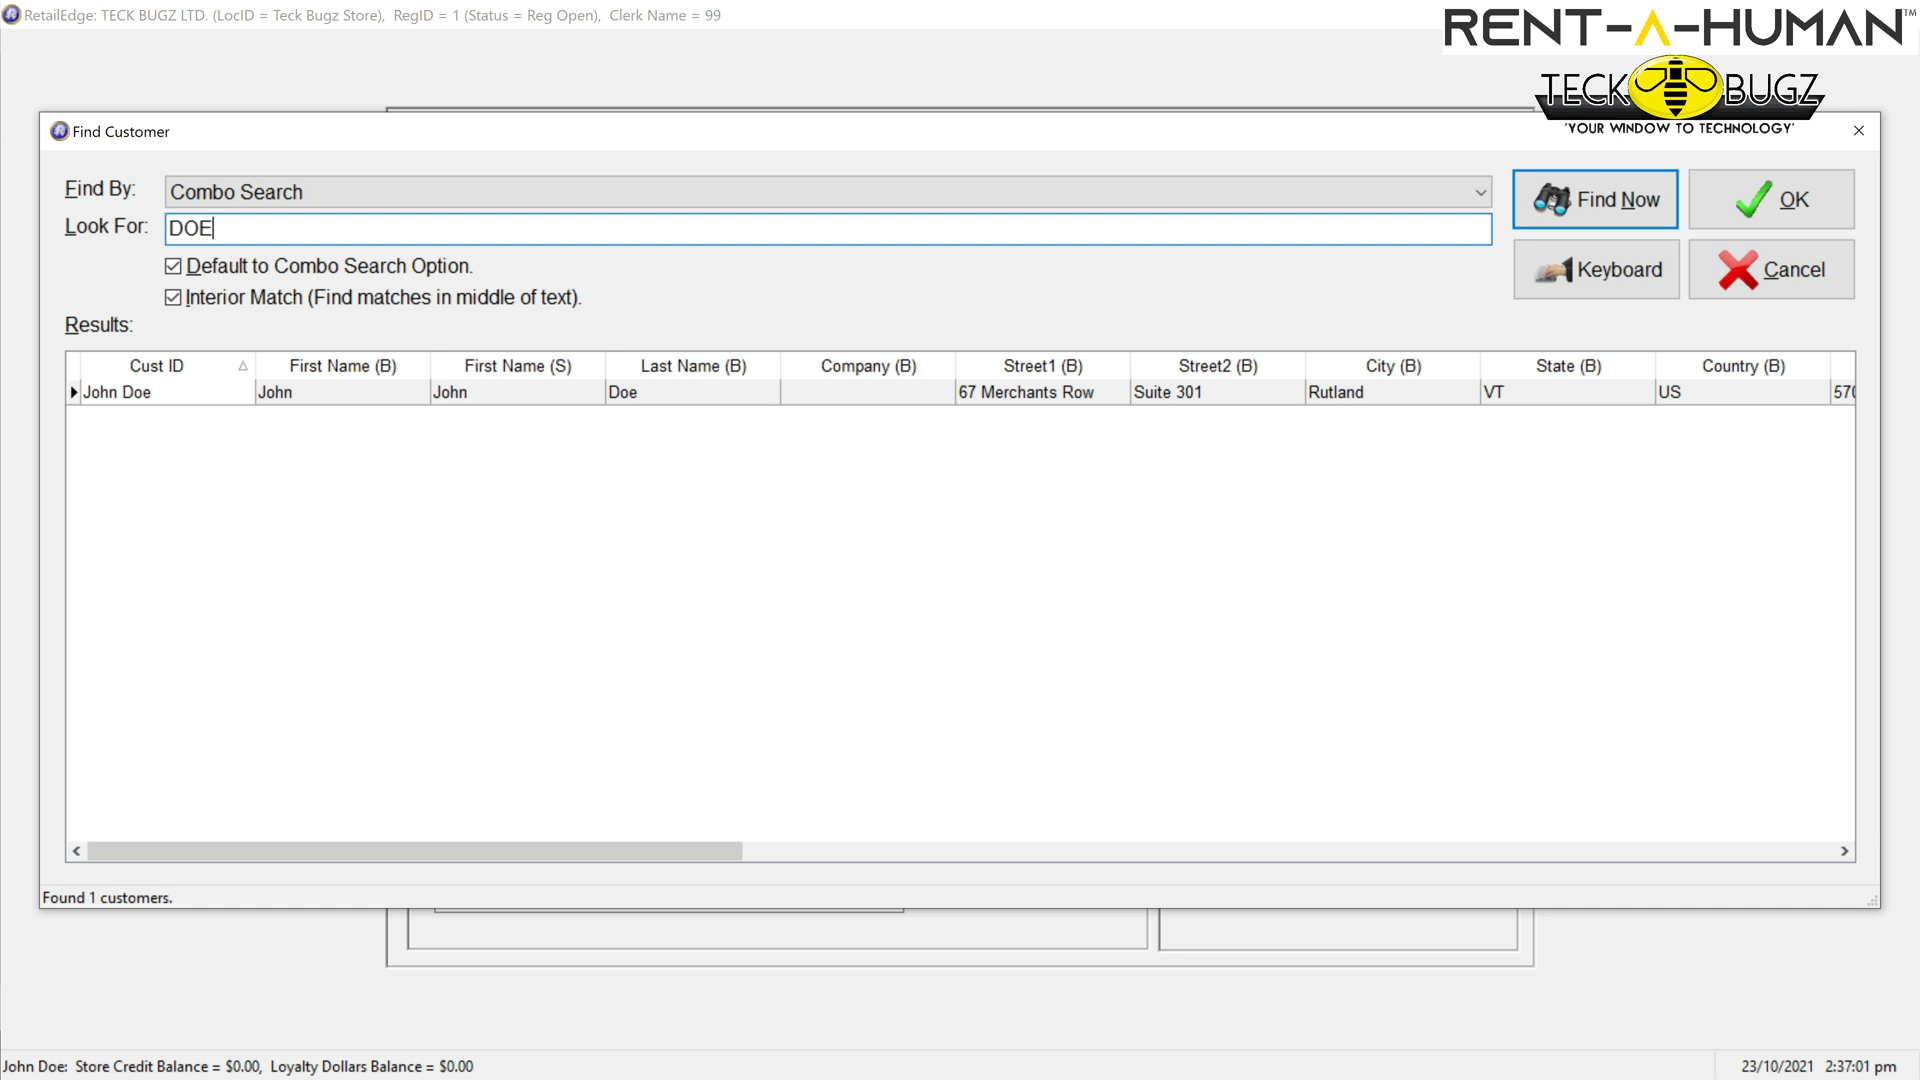 RetailEdge: TECK BUGZ LTD. (LocID = Teck Bugz Store),  RegID = 1 (Status = Reg Open),  Clerk Name = 99
RENT-A-HUMAN™
TECK BUGZ
'YOUR WINDOW TO TECHNOLOGY'
Find Customer
Find By: Combo Search
Find Now
OK
Look For: DOE
Default to Combo Search Option.
Keyboard
Cancel
Interior Match (Find matches in middle of text).
Results:
Cust ID First Name (B) First Name (S) Last Name (B) Company (B) Street1 (B) Street2 (B) City (B) State (B) Country (B)
John Doe John John Doe 67 Merchants Row Suite 301 Rutland VT US 570
Found 1 customers.
John Doe:  Store Credit Balance = $0.00,  Loyalty Dollars Balance = $0.00
23/10/2021 2:37:01 pm